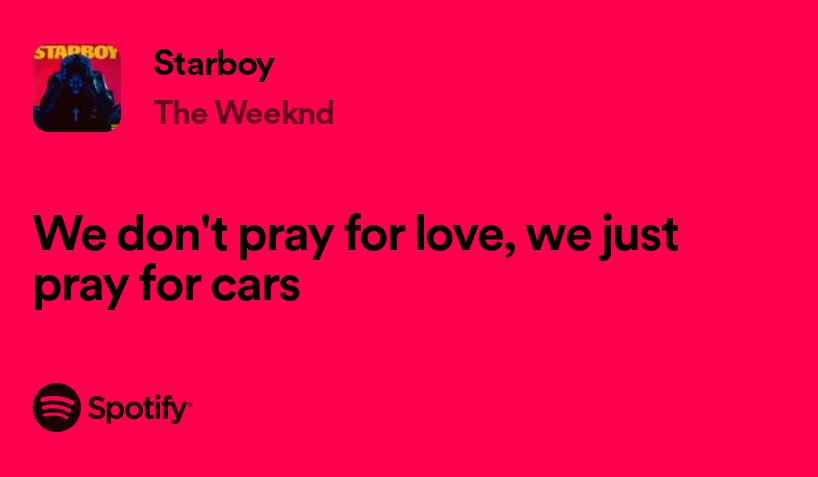 STARBOY
Starboy
The Weeknd
We don't pray for love, we just
pray for cars
Spotify